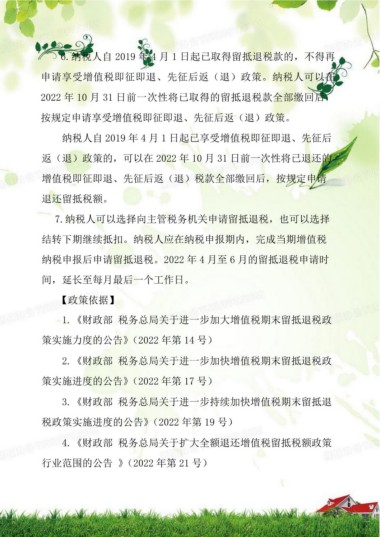 6.纳税人自 2019 年 4 月 1 日起已取得留抵退税款的，不得再
申请享受增值税即征即退、先征后返（退）政策。纳税人可以在
2022 年 10 月 31 日前一次性将已取得的留抵退税款全部缴回后，
按规定申请享受增值税即征即退、先征后返（退）政策。
纳税人自 2019 年 4 月 1 日起已享受增值税即征即退、先征后
返（退）政策的，可以在 2022 年 10 月 31 日前一次性将已退还的
增值税即征即退、先征后返（退）税款全部缴回后，按规定申请
退还留抵税额。
7.纳税人可以选择向主管税务机关申请留抵退税，也可以选择
结转下期继续抵扣。纳税人应在纳税申报期内，完成当期增值税
纳税申报后申请留抵退税。2022 年 4 月至 6 月的留抵退税申请时
间，延长至每月最后一个工作日。
【政策依据】
1.《财政部 税务总局关于进一步加大增值税期末留抵退税政
策实施力度的公告》（2022 年第 14 号）
2.《财政部 税务总局关于进一步加快增值税期末留抵退税政
策实施进度的公告》（2022 年第 17 号）
3.《财政部 税务总局关于进一步持续加快增值税期末留抵退
税政策实施进度的公告》（2022 年第 19 号）
4.《财政部 税务总局关于扩大全额退还增值税留抵税额政策
行业范围的公告 》（2022 年第 21 号）